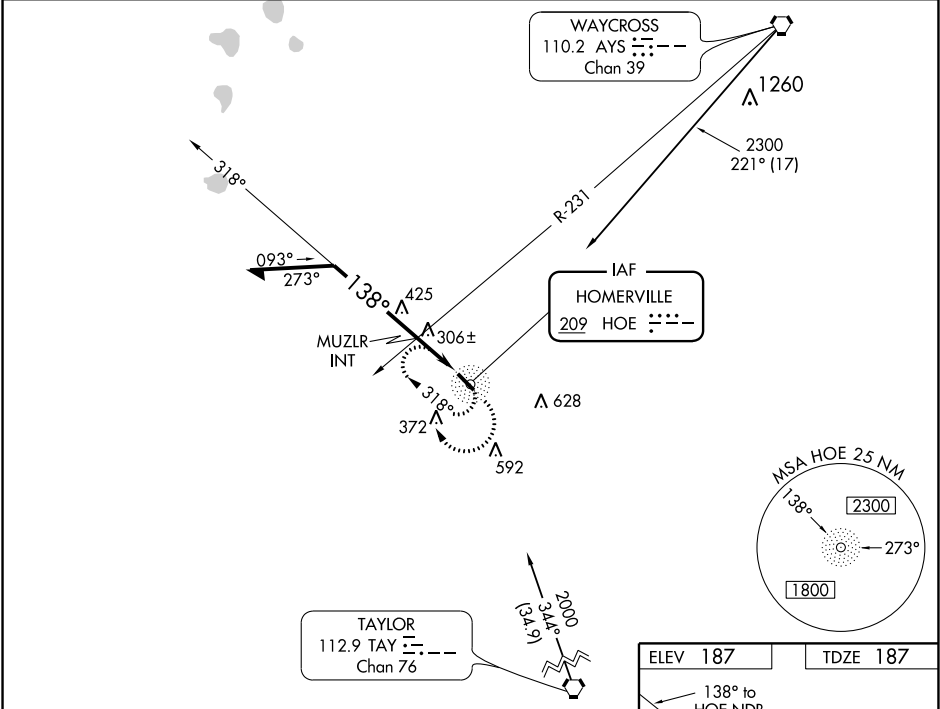 WAYCROSS
110.2 AYS
Chan 39
1260
2300
221° (17)
318°
R-231
093°
273°
138°
425
IAF
HOMERVILLE
209 HOE
306±
MUZLR
INT
318°
628
372
592
MSA HOE 25 NM
138°
2300
273°
1800
2000
344°
(34.9)
TAYLOR
112.9 TAY
Chan 76
ELEV 187
TDZE 187
138° to
HOE NDB